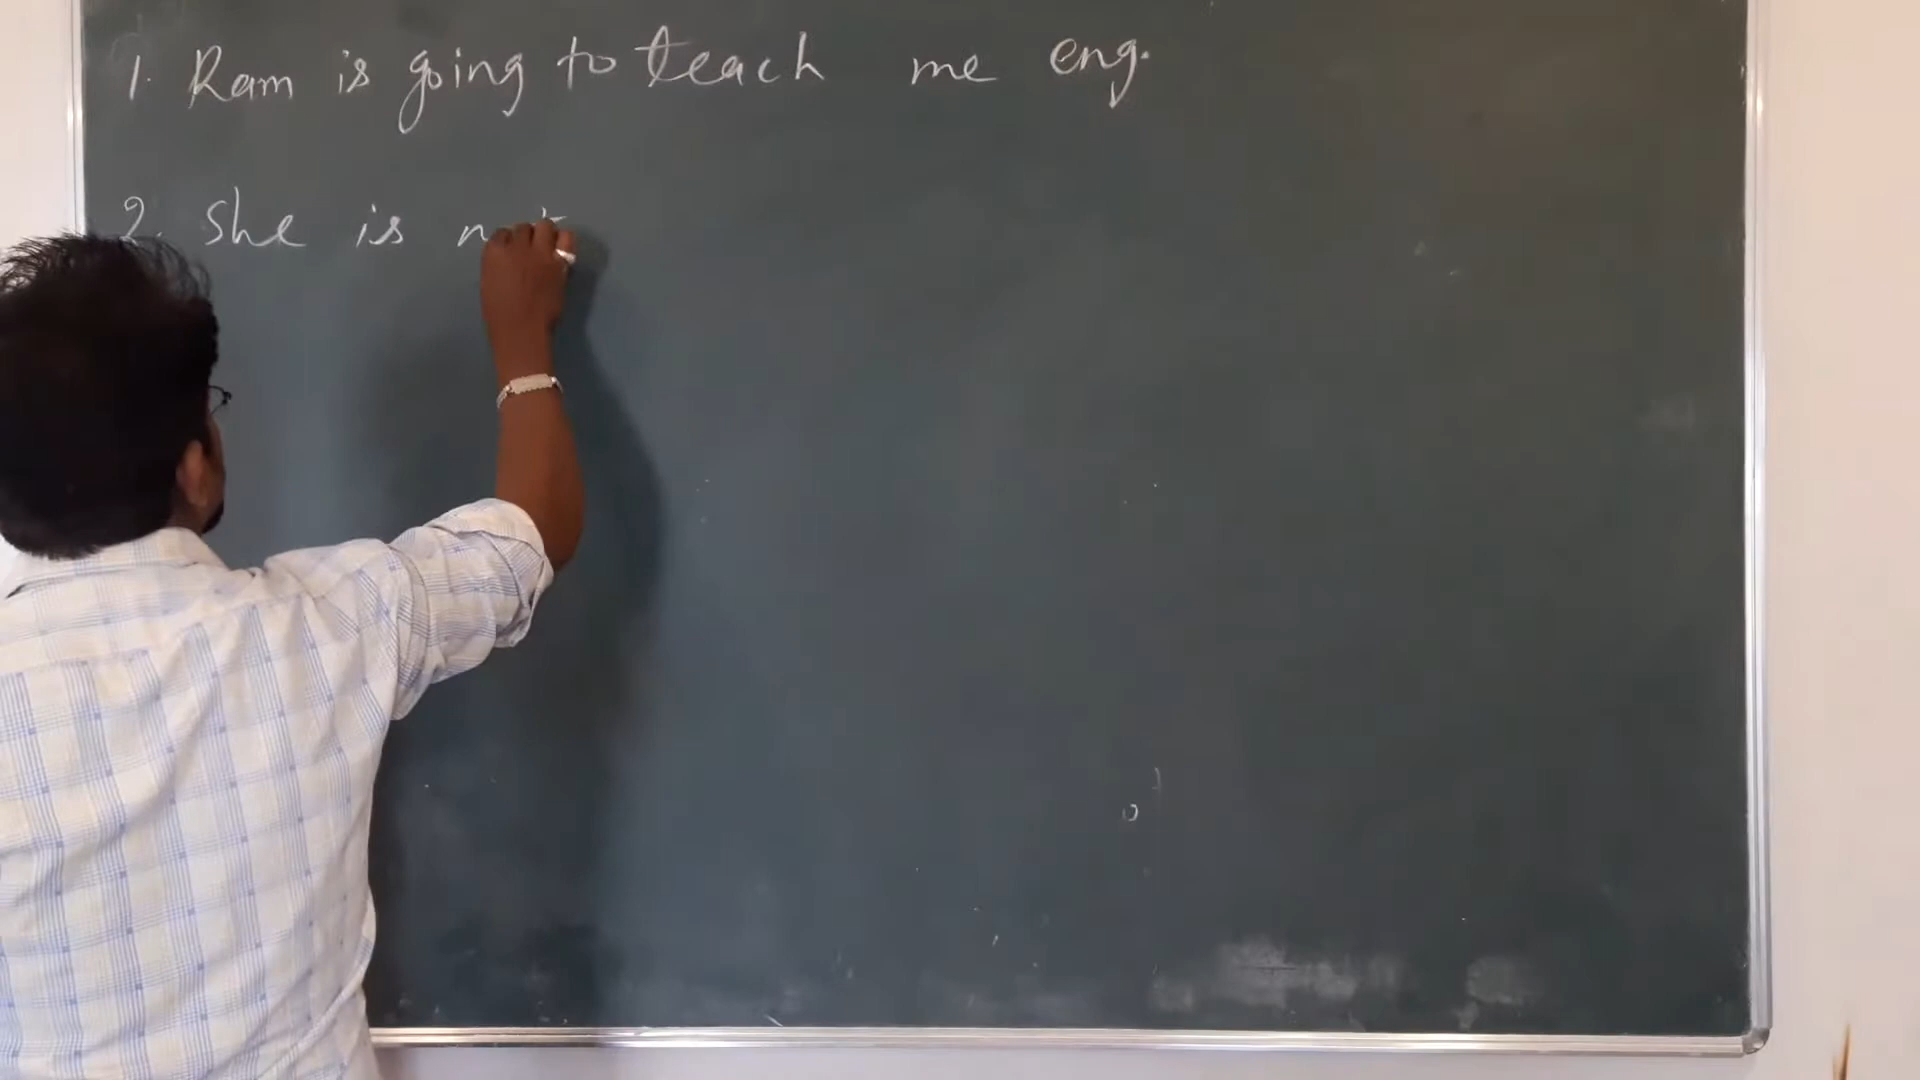 1. Ram is going to teach me eng.
2. She is